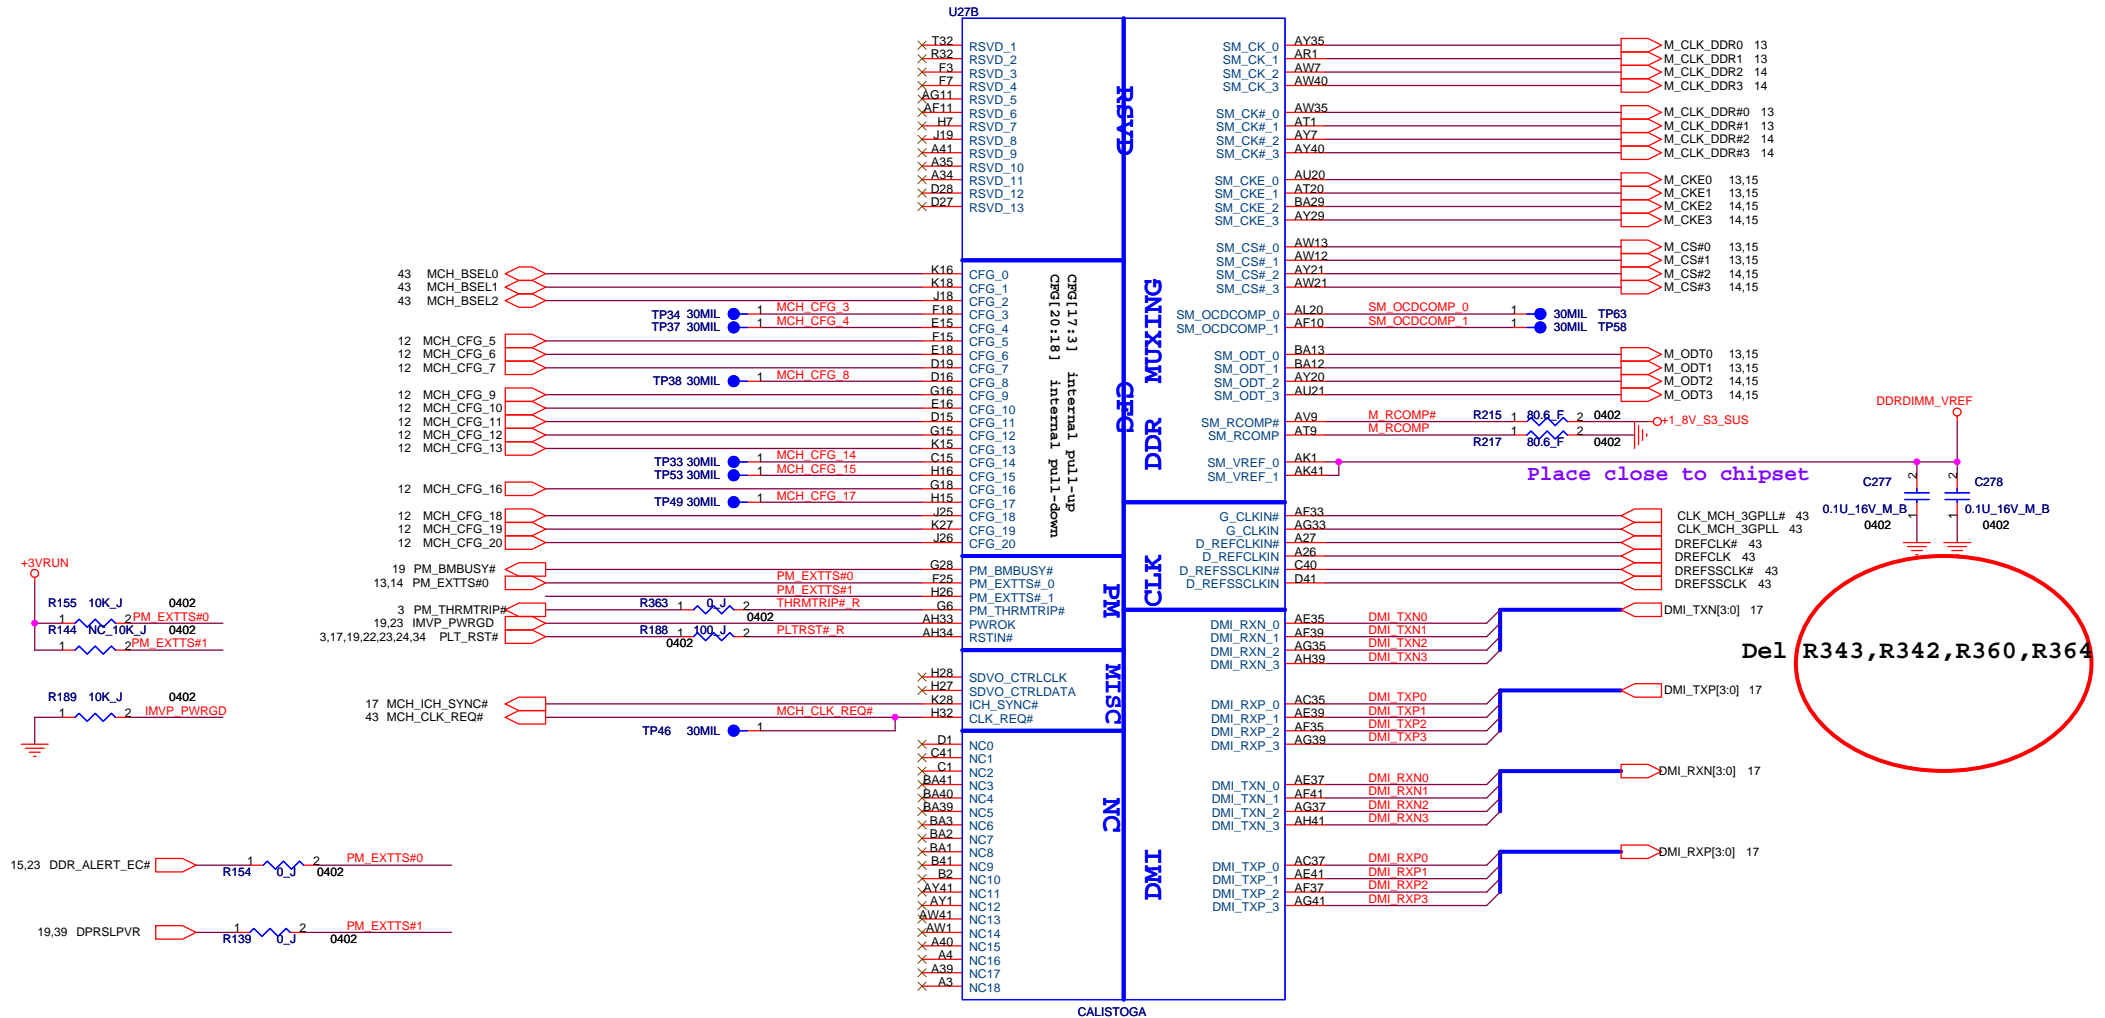 U27B
T32 RSVD_1
R32 RSVD_2
F3 RSVD_3
F7 RSVD_4
AG11 RSVD_5
AF11 RSVD_6
H7 RSVD_7
J19 RSVD_8
A41 RSVD_9
A35 RSVD_10
A34 RSVD_11
D28 RSVD_12
D27 RSVD_13
RSVD
43 MCH_BSEL0 K16 CFG_0
43 MCH_BSEL1 K18 CFG_1
43 MCH_BSEL2 J18 CFG_2
TP34 30MIL 1 MCH_CFG_3 F18 CFG_3
TP37 30MIL 1 MCH_CFG_4 E15 CFG_4
12 MCH_CFG_5 F15 CFG_5
12 MCH_CFG_6 E18 CFG_6
12 MCH_CFG_7 D19 CFG_7
TP38 30MIL 1 MCH_CFG_8 D16 CFG_8
12 MCH_CFG_9 G16 CFG_9
12 MCH_CFG_10 E16 CFG_10
12 MCH_CFG_11 D15 CFG_11
12 MCH_CFG_12 G15 CFG_12
12 MCH_CFG_13 K15 CFG_13
TP33 30MIL 1 MCH_CFG_14 C15 CFG_14
TP53 30MIL 1 MCH_CFG_15 H16 CFG_15
12 MCH_CFG_16 G18 CFG_16
TP49 30MIL 1 MCH_CFG_17 H15 CFG_17
12 MCH_CFG_18 J25 CFG_18
12 MCH_CFG_19 K27 CFG_19
12 MCH_CFG_20 J26 CFG_20
CFG[17:3] internal pull-up
CFG[20:18] internal pull-down
CFG
19 PM_BMBUSY# G28 PM_BMBUSY#
13,14 PM_EXTTS#0 PM_EXTTS#0 F25 PM_EXTTS#_0
PM_EXTTS#1 H26 PM_EXTTS#_1
3 PM_THRMTRIP# R363 1 0_J 2 0402 THRMTRIP#_R G6 PM_THRMTRIP#
19,23 IMVP_PWRGD AH33 PWROK
3,17,19,22,23,24,34 PLT_RST# R188 1 100_J 2 0402 PLTRST#_R AH34 RSTIN#
PM
H28 SDVO_CTRLCLK
H27 SDVO_CTRLDATA
17 MCH_ICH_SYNC# K28 ICH_SYNC#
43 MCH_CLK_REQ# MCH_CLK_REQ# H32 CLK_REQ#
TP46 30MIL 1
MISC
D1 NC0
C41 NC1
C1 NC2
BA41 NC3
BA40 NC4
BA39 NC5
BA3 NC6
BA2 NC7
BA1 NC8
B41 NC9
B2 NC10
AY41 NC11
AY1 NC12
AW41 NC13
AW1 NC14
A40 NC15
A4 NC16
A39 NC17
A3 NC18
NC
+3VRUN
R155 10K_J 0402
1 2 PM_EXTTS#0
R144 NC_10K_J 0402
1 2 PM_EXTTS#1
R189 10K_J 0402
1 2 IMVP_PWRGD
15,23 DDR_ALERT_EC# 1 2 PM_EXTTS#0
R154 0_J 0402
19,39 DPRSLPVR 1 2 PM_EXTTS#1
R139 0_J 0402
SM_CK_0 AY35 M_CLK_DDR0 13
SM_CK_1 AR1 M_CLK_DDR1 13
SM_CK_2 AW7 M_CLK_DDR2 14
SM_CK_3 AW40 M_CLK_DDR3 14
SM_CK#_0 AW35 M_CLK_DDR#0 13
SM_CK#_1 AT1 M_CLK_DDR#1 13
SM_CK#_2 AY7 M_CLK_DDR#2 14
SM_CK#_3 AY40 M_CLK_DDR#3 14
SM_CKE_0 AU20 M_CKE0 13,15
SM_CKE_1 AT20 M_CKE1 13,15
SM_CKE_2 BA29 M_CKE2 14,15
SM_CKE_3 AY29 M_CKE3 14,15
SM_CS#_0 AW13 M_CS#0 13,15
SM_CS#_1 AW12 M_CS#1 13,15
SM_CS#_2 AY21 M_CS#2 14,15
SM_CS#_3 AW21 M_CS#3 14,15
SM_OCDCOMP_0 AL20 SM_OCDCOMP_0 1 30MIL TP63
SM_OCDCOMP_1 AF10 SM_OCDCOMP_1 1 30MIL TP58
SM_ODT_0 BA13 M_ODT0 13,15
SM_ODT_1 BA12 M_ODT1 13,15
SM_ODT_2 AY20 M_ODT2 14,15
SM_ODT_3 AU21 M_ODT3 14,15
SM_RCOMP# AV9 M_RCOMP# R215 1 80.6_F 2 0402 +1_8V_S3_SUS
SM_RCOMP AT9 M_RCOMP R217 1 80.6_F 2 0402
SM_VREF_0 AK1
SM_VREF_1 AK41
DDR MUXING
Place close to chipset
DDRDIMM_VREF
C277 2 1 0.1U_16V_M_B 0402
C278 2 1 0.1U_16V_M_B 0402
G_CLKIN# AF33 CLK_MCH_3GPLL# 43
G_CLKIN AG33 CLK_MCH_3GPLL 43
D_REFCLKIN# A27 DREFCLK# 43
D_REFCLKIN A26 DREFCLK 43
D_REFSSCLKIN# C40 DREFSSCLK# 43
D_REFSSCLKIN D41 DREFSSCLK 43
CLK
DMI_RXN_0 AE35 DMI_TXN0
DMI_RXN_1 AF39 DMI_TXN1
DMI_RXN_2 AG35 DMI_TXN2
DMI_RXN_3 AH39 DMI_TXN3
DMI_TXN[3:0] 17
DMI_RXP_0 AC35 DMI_TXP0
DMI_RXP_1 AE39 DMI_TXP1
DMI_RXP_2 AF35 DMI_TXP2
DMI_RXP_3 AG39 DMI_TXP3
DMI_TXP[3:0] 17
DMI_TXN_0 AE37 DMI_RXN0
DMI_TXN_1 AF41 DMI_RXN1
DMI_TXN_2 AG37 DMI_RXN2
DMI_TXN_3 AH41 DMI_RXN3
DMI_RXN[3:0] 17
DMI_TXP_0 AC37 DMI_RXP0
DMI_TXP_1 AE41 DMI_RXP1
DMI_TXP_2 AF37 DMI_RXP2
DMI_TXP_3 AG41 DMI_RXP3
DMI_RXP[3:0] 17
DMI
Del R343,R342,R360,R364
CALISTOGA